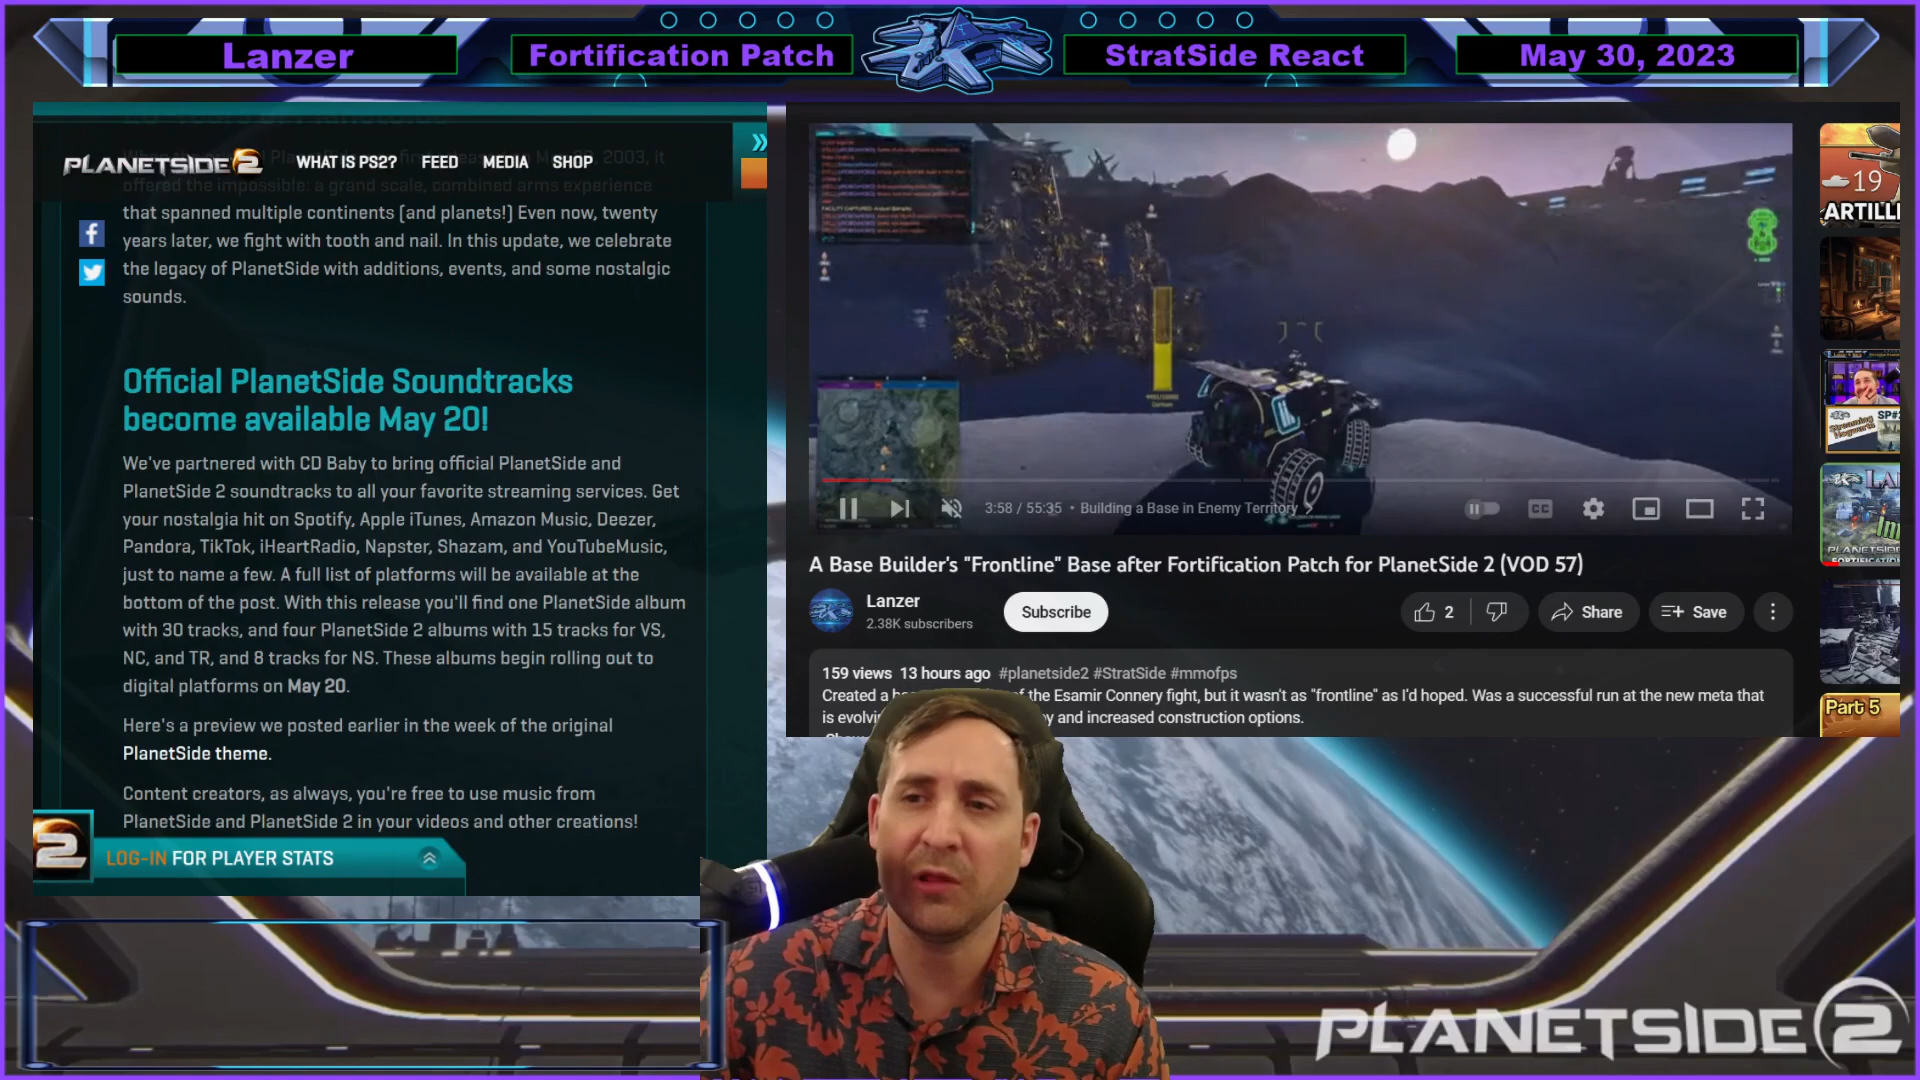 Lanzer
Fortification Patch
StratSide React
May 30, 2023
PLANETSIDE 2
WHAT IS PS2?
FEED
MEDIA
SHOP
offered the impossible: a grand scale, combined arms experience
that spanned multiple continents (and planets!) Even now, twenty
years later, we fight with tooth and nail. In this update, we celebrate
the legacy of PlanetSide with additions, events, and some nostalgic
sounds.
Official PlanetSide Soundtracks
become available May 20!
We've partnered with CD Baby to bring official PlanetSide and
PlanetSide 2 soundtracks to all your favorite streaming services. Get
your nostalgia hit on Spotify, Apple iTunes, Amazon Music, Deezer,
Pandora, TikTok, iHeartRadio, Napster, Shazam, and YouTubeMusic,
just to name a few. A full list of platforms will be available at the
bottom of the post. With this release you'll find one PlanetSide album
with 30 tracks, and four PlanetSide 2 albums with 15 tracks for VS,
NC, and TR, and 8 tracks for NS. These albums begin rolling out to
digital platforms on May 20.
Here's a preview we posted earlier in the week of the original
PlanetSide theme.
Content creators, as always, you're free to use music from
PlanetSide and PlanetSide 2 in your videos and other creations!
2
LOG-IN FOR PLAYER STATS
3:58 / 55:35 • Building a Base in Enemy Territory
CC
A Base Builder's "Frontline" Base after Fortification Patch for PlanetSide 2 (VOD 57)
Lanzer
2.38K subscribers
Subscribe
2
Share
Save
159 views 13 hours ago #planetside2 #StratSide #mmofps
Created a of the Esamir Connery fight, but it wasn't as "frontline" as I'd hoped. Was a successful run at the new meta that
is and increased construction options.
19
ARTILL
SP#
Streaming
Hogwarts
LA
PLANETSID
Part 5
PLANETSIDE 2